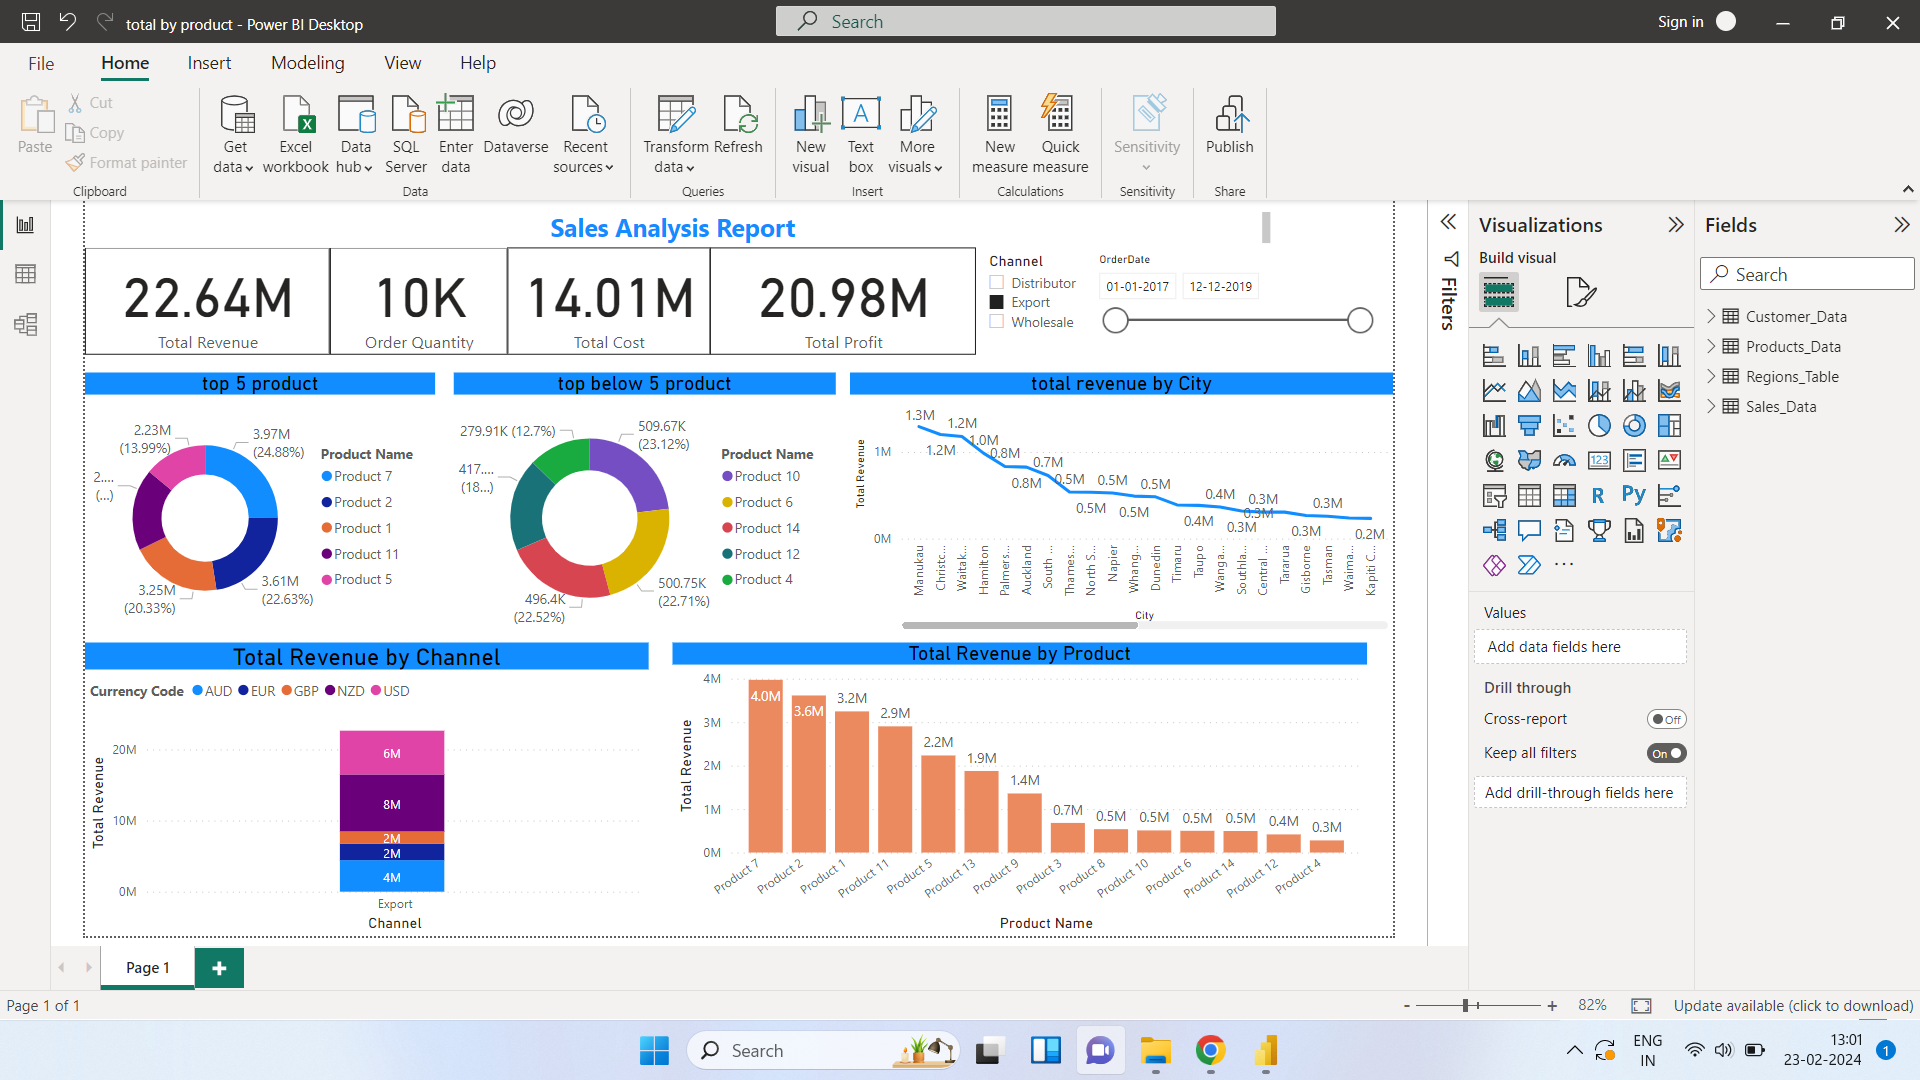 total by product - Power BI Desktop
Search
Sign in
File
Home
Insert
Modeling
View
Help
Paste
Cut
Copy
Format painter
Clipboard
Get data
Excel workbook
Data hub
SQL Server
Enter data
Dataverse
Recent sources
Data
Transform data
Refresh
Queries
New visual
Text box
More visuals
Insert
New measure
Quick measure
Calculations
Sensitivity
Sensitivity
Publish
Share
Sales Analysis Report
22.64M
Total Revenue
10K
Order Quantity
14.01M
Total Cost
20.98M
Total Profit
Channel
Distributor
Export
Wholesale
OrderDate
01-01-2017
12-12-2019
top 5 product
3.97M
(24.88%)
3.61M
(22.63%)
3.25M
(20.33%)
2....
(...)
2.23M
(13.99%)
Product Name
Product 7
Product 2
Product 1
Product 11
Product 5
top below 5 product
509.67K
(23.12%)
500.75K
(22.71%)
496.4K
(22.52%)
417....
(18...)
279.91K (12.7%)
Product Name
Product 10
Product 6
Product 14
Product 12
Product 4
total revenue by City
Total Revenue
1M
0M
1.3M
1.2M
1.2M
1.0M
0.8M
0.8M
0.7M
0.5M
0.5M
0.5M
0.5M
0.5M
0.4M
0.4M
0.3M
0.3M
0.3M
0.3M
0.3M
0.2M
Manukau
Christc...
Waitak...
Hamilton
Palmers...
Auckland
South ...
Thames...
North S...
Napier
Whang...
Dunedin
Timaru
Taupo
Wanga...
Southla...
Central ...
Tararua
Gisborne
Tasman
Waima...
Kapiti C...
City
Total Revenue by Channel
Currency Code AUD EUR GBP NZD USD
Total Revenue
20M
10M
0M
6M
8M
2M
2M
4M
Export
Channel
Total Revenue by Product
Total Revenue
4M
3M
2M
1M
0M
4.0M
3.6M
3.2M
2.9M
2.2M
1.9M
1.4M
0.7M
0.5M
0.5M
0.5M
0.5M
0.4M
0.3M
Product 7
Product 2
Product 1
Product 11
Product 5
Product 13
Product 9
Product 3
Product 8
Product 10
Product 6
Product 14
Product 12
Product 4
Product Name
Filters
Visualizations
Build visual
123
R
Py
...
Values
Add data fields here
Drill through
Cross-report
Off
Keep all filters
On
Add drill-through fields here
Fields
Search
Customer_Data
Products_Data
Regions_Table
Sales_Data
Page 1
Page 1 of 1
82%
Update available (click to download)
Search
ENG
IN
13:01
23-02-2024
1